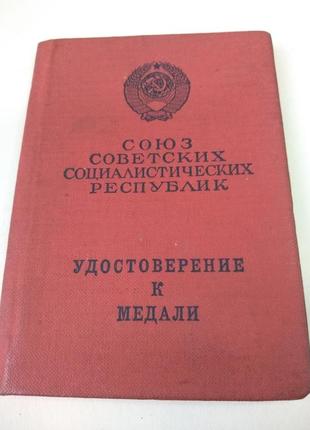 СОЮЗ
СОВЕТСКИХ
СОЦИАЛИСТИЧЕСКИХ
РЕСПУБЛИК
УДОСТОВЕРЕНИЕ
К
МЕДАЛИ